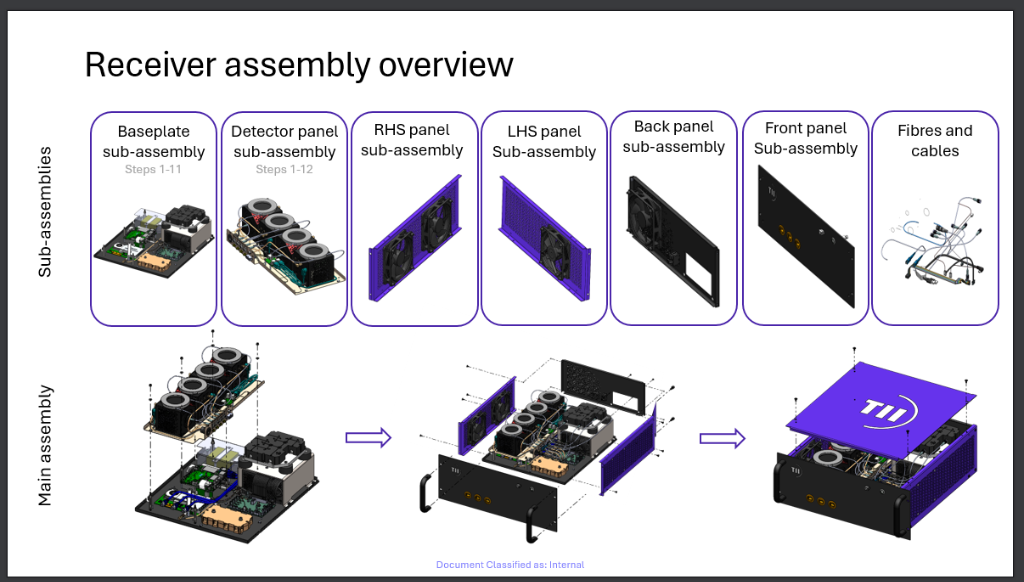 Receiver assembly overview
Sub-assemblies
Baseplate
sub-assembly
Steps 1-11
Detector panel
sub-assembly
Steps 1-12
RHS panel
sub-assembly
LHS panel
Sub-assembly
Back panel
sub-assembly
Front panel
Sub-assembly
Fibres and
cables
TII
Main assembly
TII
TII
TII
Document Classified as: Internal